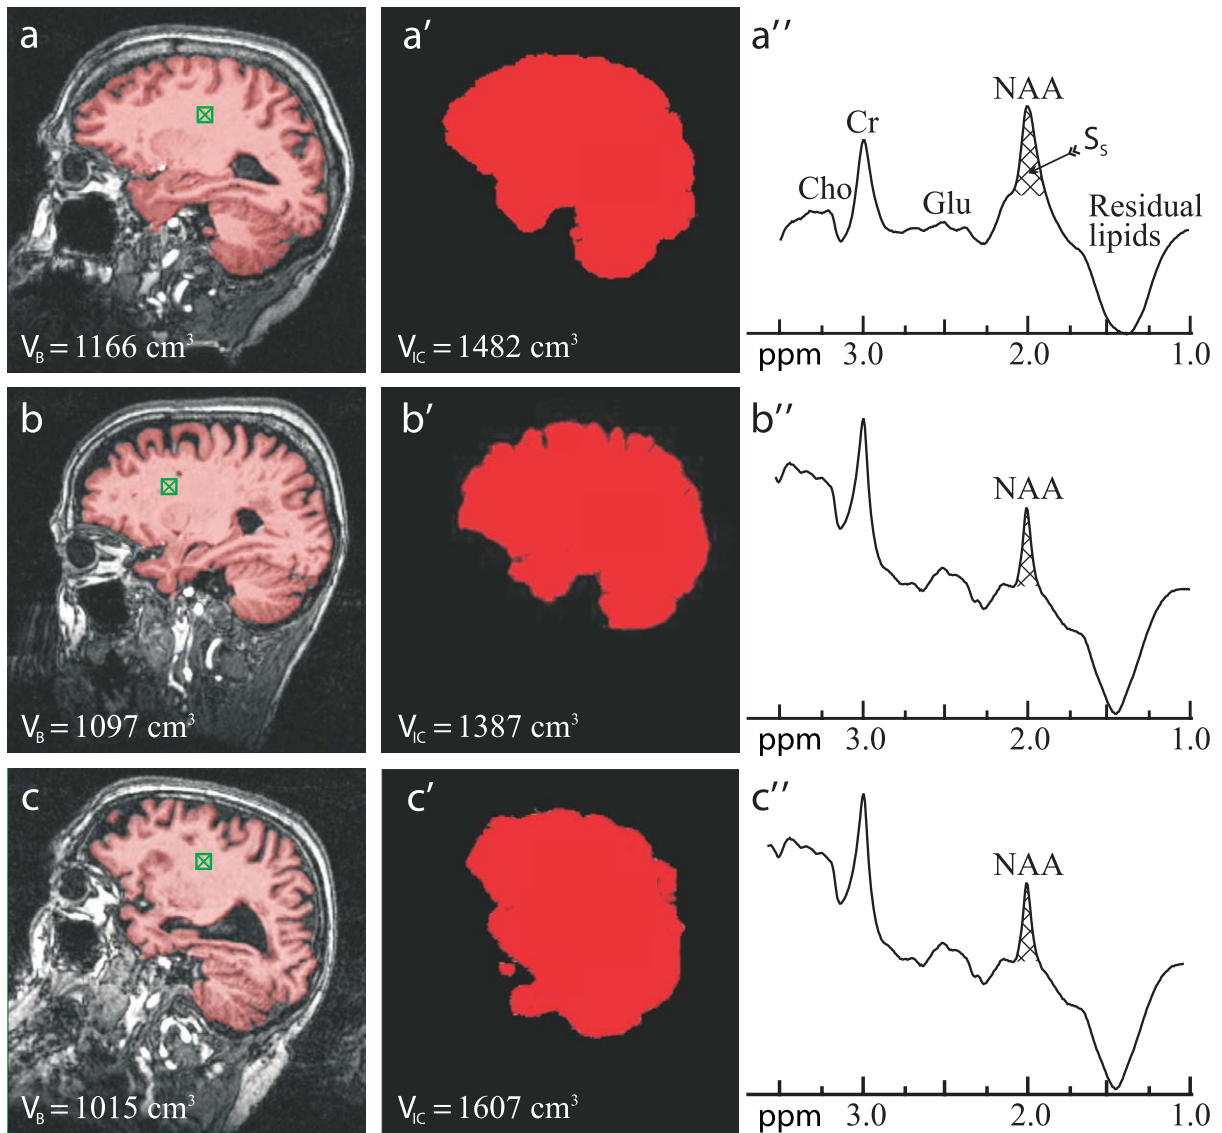 a
V_B = 1166 cm³
a′
V_IC = 1482 cm³
a′′
NAA
Cr
S_S
Cho
Glu
Residual
lipids
ppm 3.0 2.0 1.0
b
V_B = 1097 cm³
b′
V_IC = 1387 cm³
b′′
NAA
ppm 3.0 2.0 1.0
c
V_B = 1015 cm³
c′
V_IC = 1607 cm³
c′′
NAA
ppm 3.0 2.0 1.0